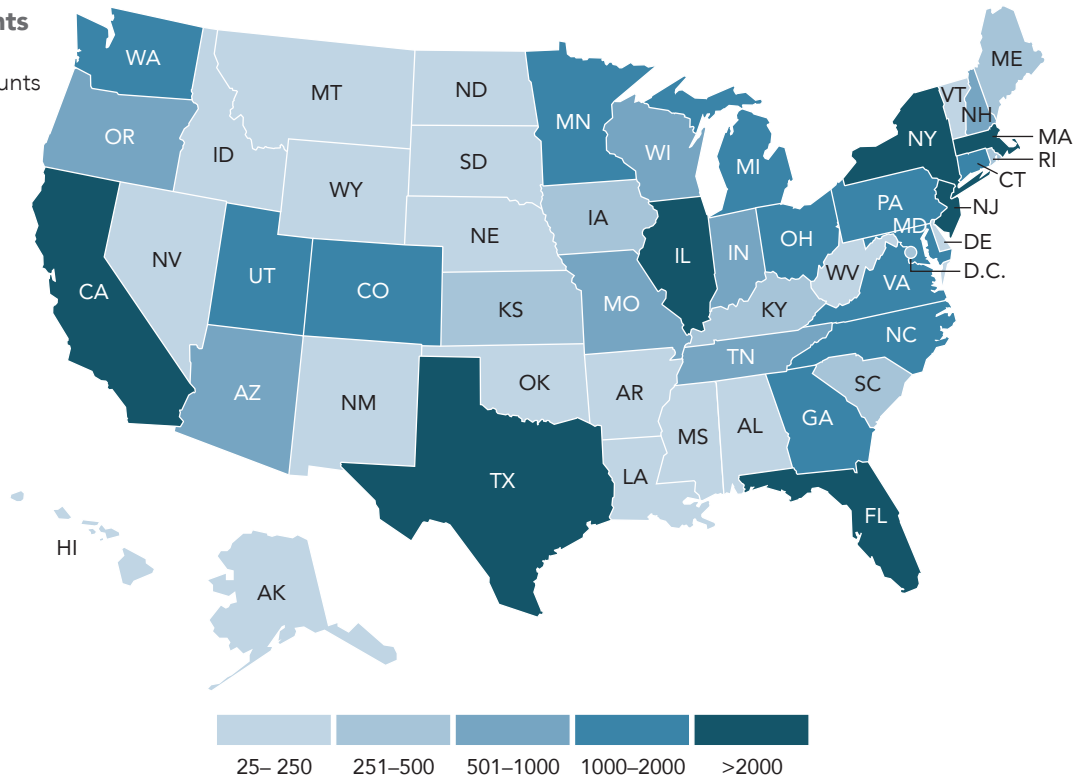 WA
MT
ND
MN
ME
VT
NH
OR
ID
SD
WI
MI
NY
MA
RI
CT
WY
IA
PA
NJ
NE
MD
NV
UT
CO
IL
IN
OH
DE
D.C.
WV
VA
CA
KS
MO
KY
NC
TN
AZ
NM
OK
AR
SC
MS
AL
GA
TX
LA
FL
HI
AK
25– 250
251–500
501–1000
1000–2000
>2000